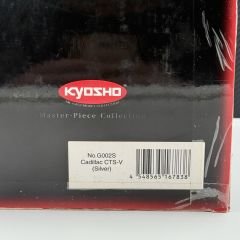 KYOSHO
Master-Piece Collection
No.G002S
Cadillac CTS-V
(Silver)
4 548565 167838